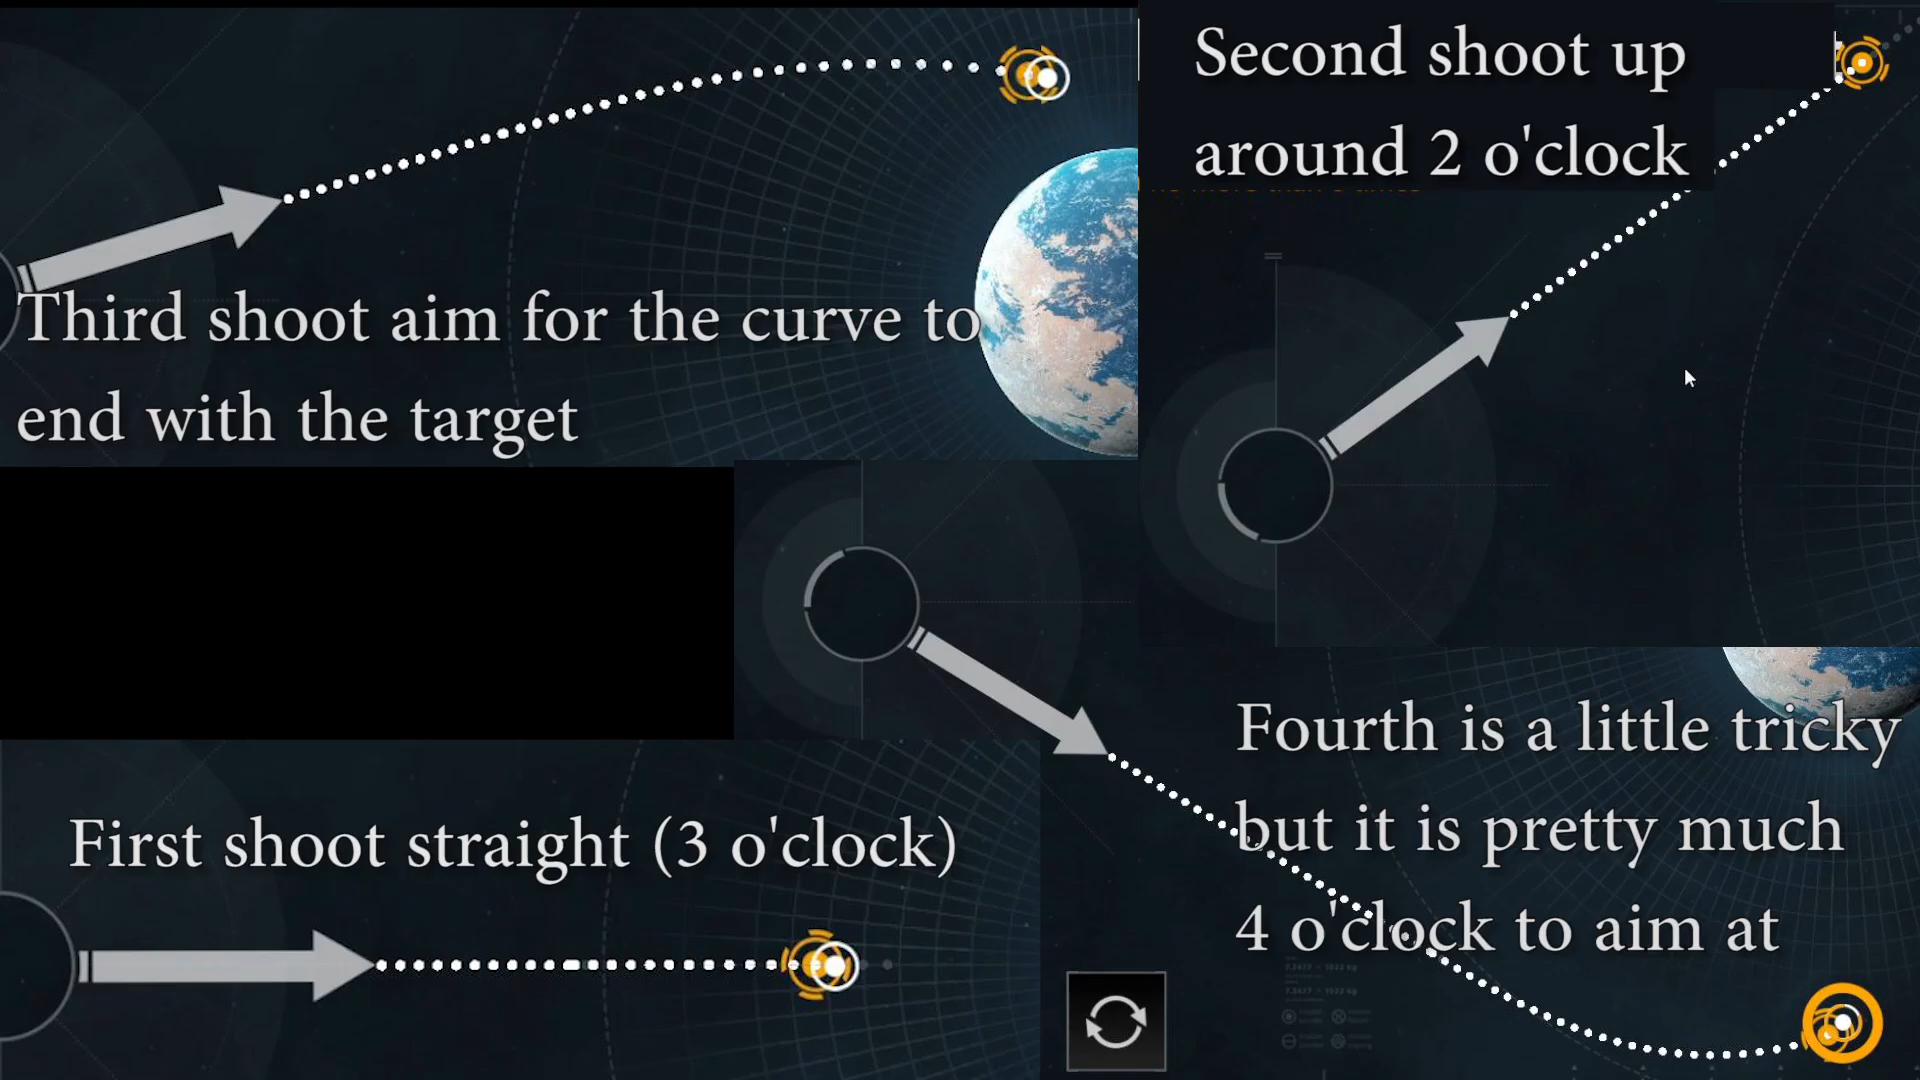 Second shoot up
around 2 o'clock
Third shoot aim for the curve to
end with the target
First shoot straight (3 o'clock)
Fourth is a little tricky
but it is pretty much
4 o'clock to aim at